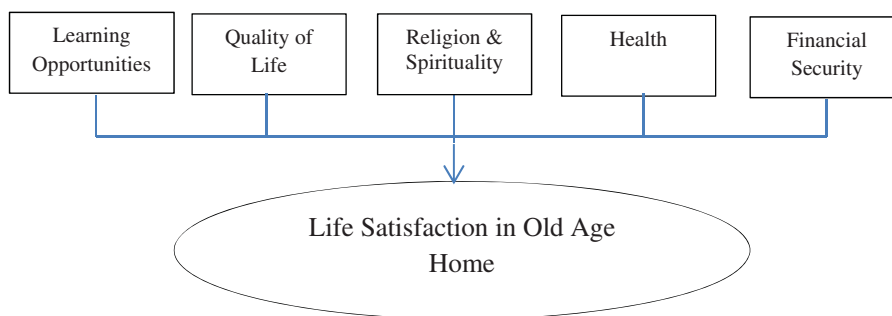 Learning
Opportunities
Quality of
Life
Religion &
Spirituality
Health
Financial
Security
Life Satisfaction in Old Age
Home